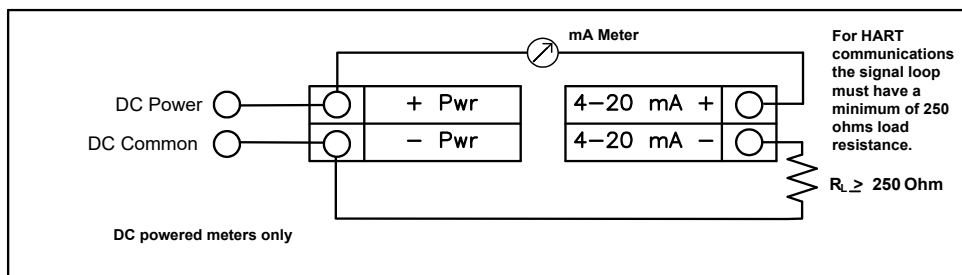 mA Meter
For HART
communications
the signal loop
must have a
minimum of 250
ohms load
resistance.
DC Power
+ Pwr
4-20 mA +
DC Common
- Pwr
4-20 mA -
RL ≥ 250 Ohm
DC powered meters only